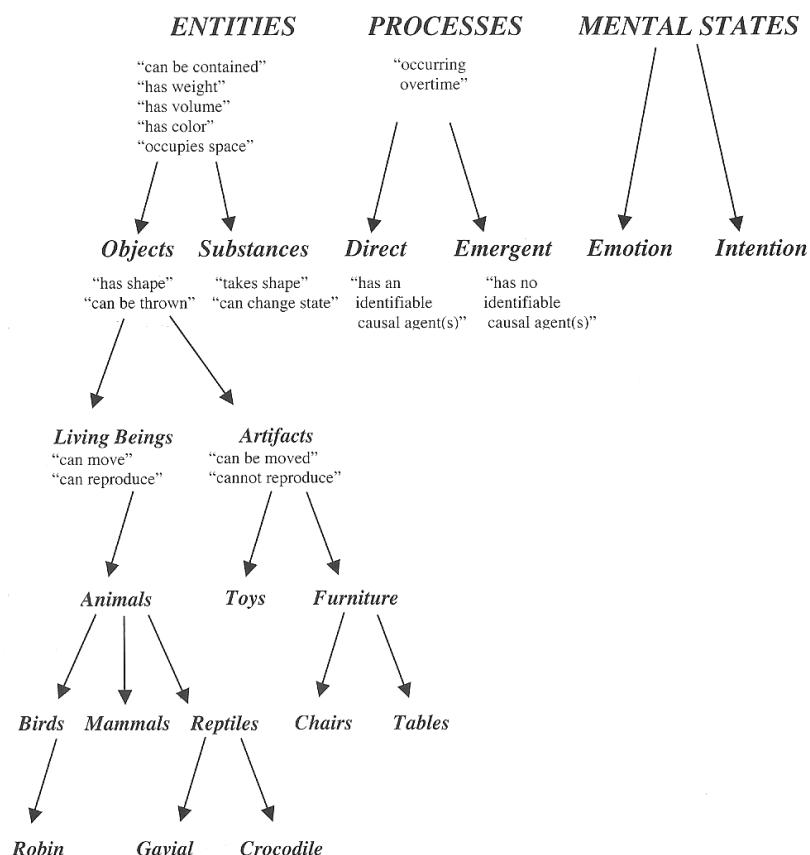 ENTITIES PROCESSES MENTAL STATES
“can be contained”
“has weight”
“has volume”
“has color”
“occupies space”
“occurring
overtime”
Objects Substances Direct Emergent Emotion Intention
“has shape”
“can be thrown”
“takes shape”
“can change state”
“has an
identifiable
causal agent(s)”
“has no
identifiable
causal agent(s)”
Living Beings
“can move”
“can reproduce”
Artifacts
“can be moved”
“cannot reproduce”
Animals Toys Furniture
Birds Mammals Reptiles Chairs Tables
Robin Gavial Crocodile